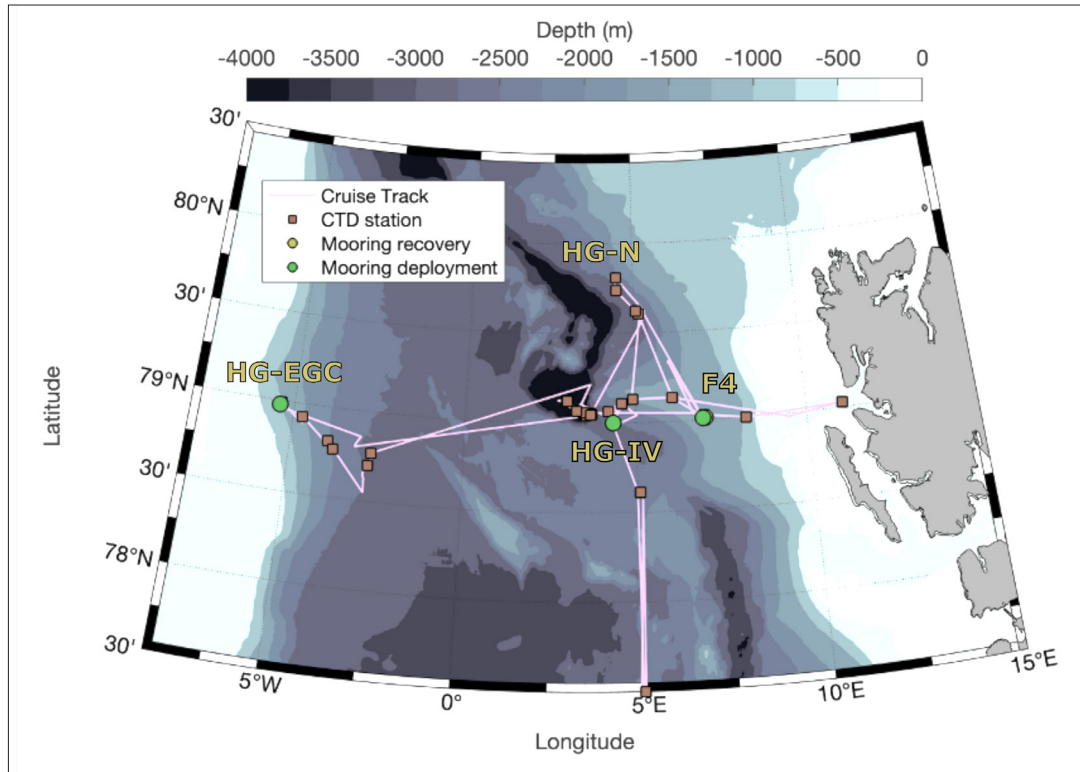 Depth (m)
-4000 -3500 -3000 -2500 -2000 -1500 -1000 -500 0
30'
80°N
30'
79°N
30'
78°N
30'
Cruise Track
CTD station
Mooring recovery
Mooring deployment
HG-N
HG-EGC
F4
HG-IV
Latitude
5°W
0°
5°E
10°E
15°E
Longitude